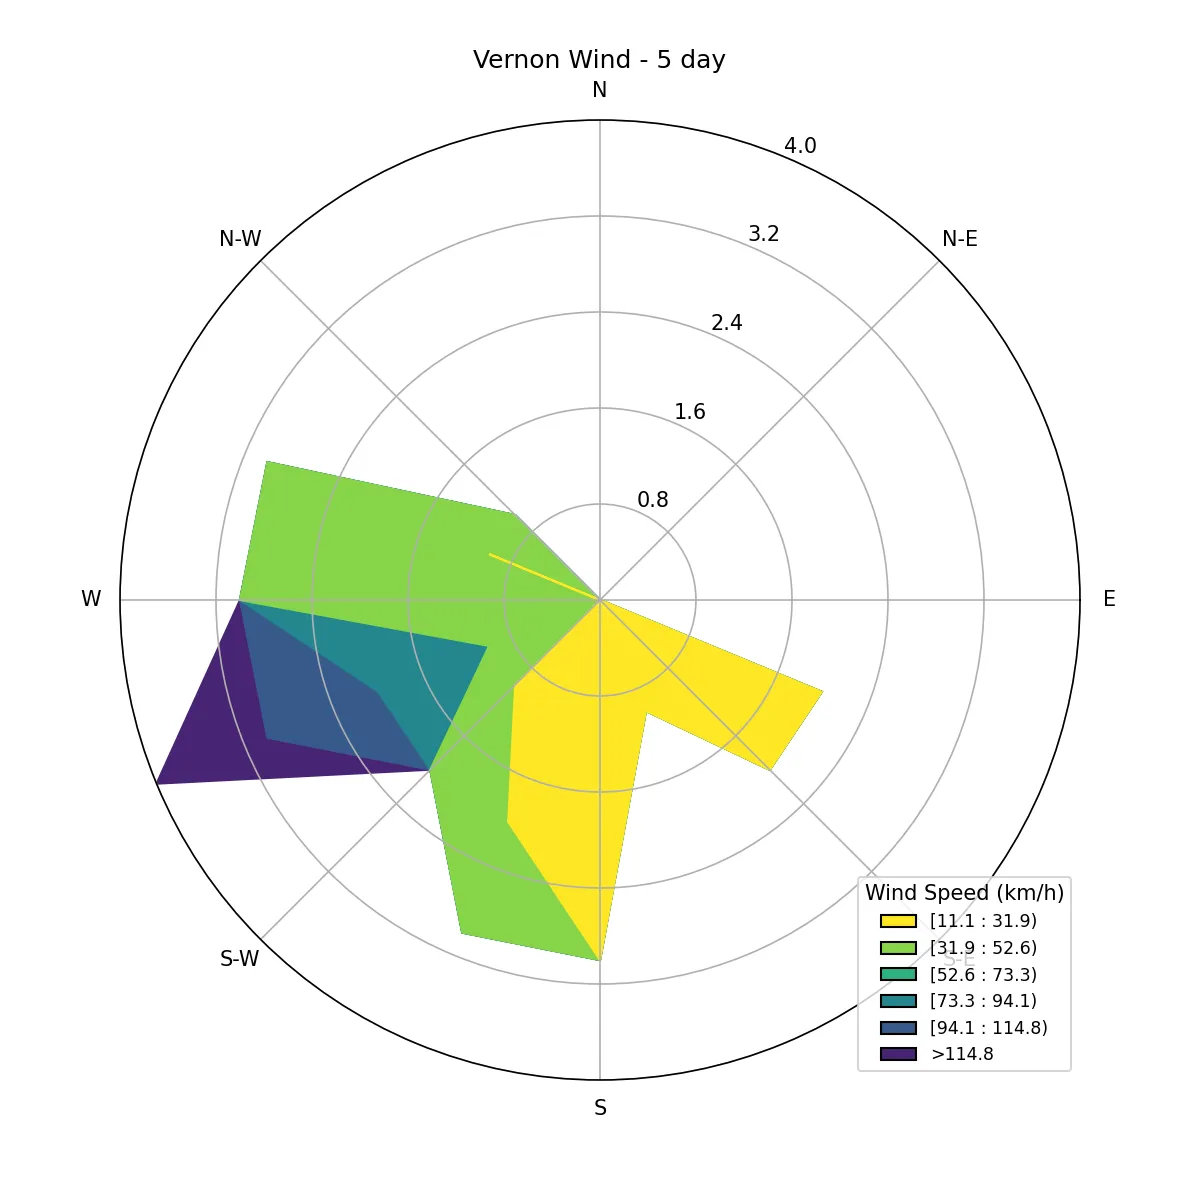 Vernon Wind - 5 day
N
4.0
N-W
3.2
N-E
2.4
1.6
0.8
W
E
S-W
S-E
S
Wind Speed (km/h)
[11.1 : 31.9)
[31.9 : 52.6)
[52.6 : 73.3)
[73.3 : 94.1)
[94.1 : 114.8)
>114.8